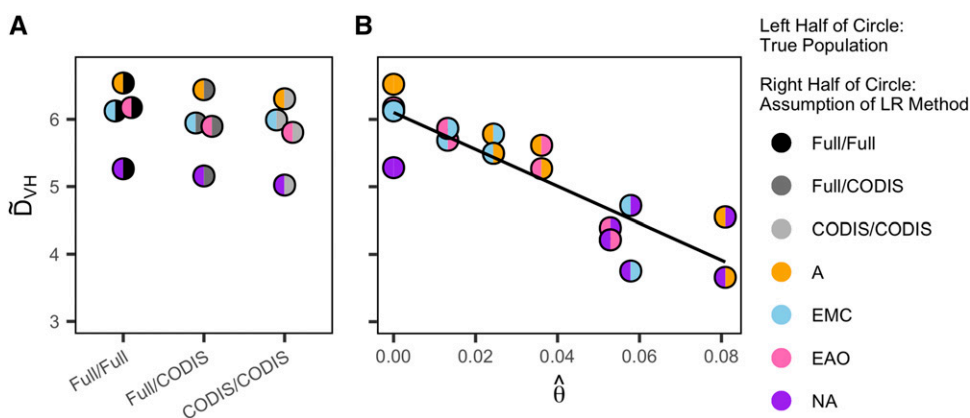 A
B
D̃VH
6
5
4
3
Full/Full
Full/CODIS
CODIS/CODIS
0.00
0.02
0.04
0.06
0.08
θ̂
Left Half of Circle:
True Population
Right Half of Circle:
Assumption of LR Method
Full/Full
Full/CODIS
CODIS/CODIS
A
EMC
EAO
NA